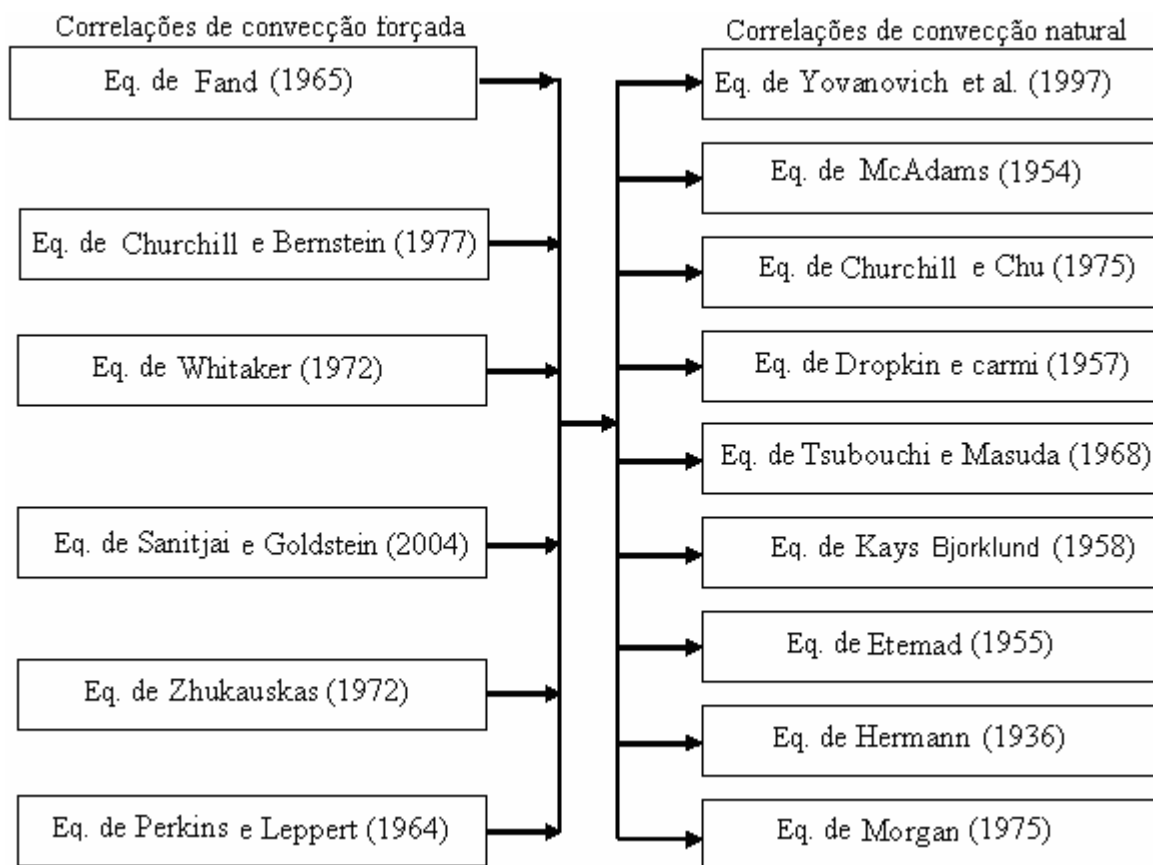 Correlações de convecção forçada
Eq. de Fand (1965)
Eq. de Churchill e Bernstein (1977)
Eq. de Whitaker (1972)
Eq. de Sanitjai e Goldstein (2004)
Eq. de Zhukauskas (1972)
Eq. de Perkins e Leppert (1964)
Correlações de convecção natural
Eq. de Yovanovich et al. (1997)
Eq. de McAdams (1954)
Eq. de Churchill e Chu (1975)
Eq. de Dropkin e carmi (1957)
Eq. de Tsubouchi e Masuda (1968)
Eq. de Kays Bjorklund (1958)
Eq. de Etemad (1955)
Eq. de Hermann (1936)
Eq. de Morgan (1975)